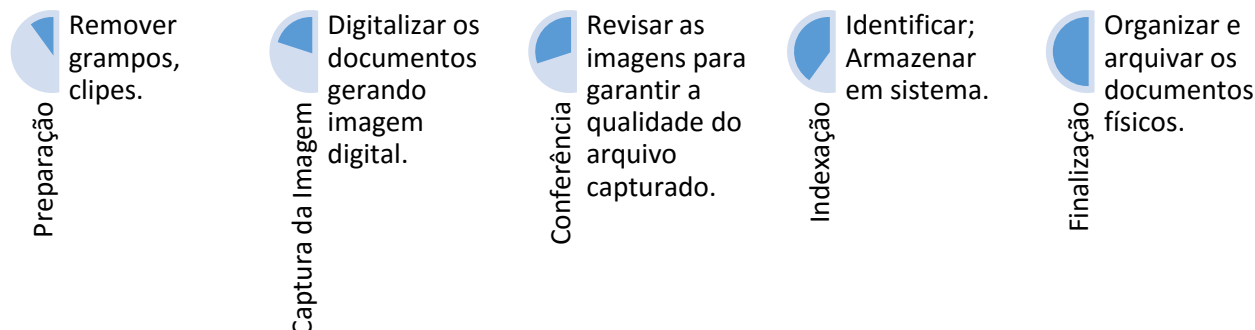 Preparação
Remover
grampos,
clipes.
Captura da Imagem
Digitalizar os
documentos
gerando
imagem
digital.
Conferência
Revisar as
imagens para
garantir a
qualidade do
arquivo
capturado.
Indexação
Identificar;
Armazenar
em sistema.
Finalização
Organizar e
arquivar os
documentos
físicos.